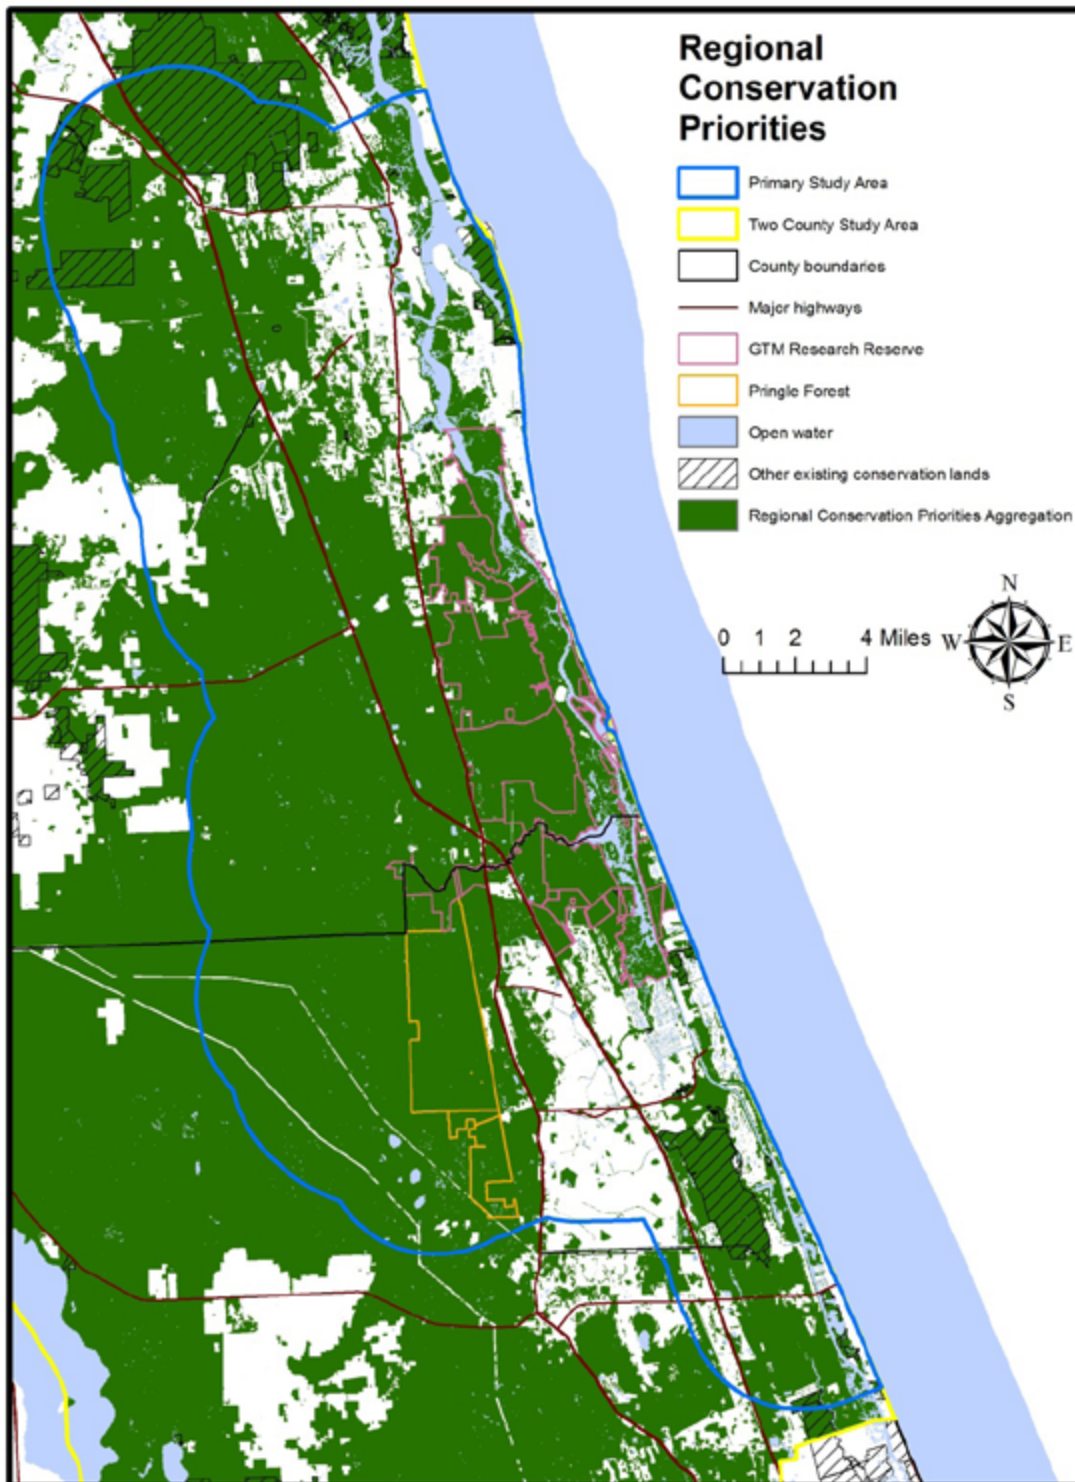 Regional
Conservation
Priorities
Primary Study Area
Two County Study Area
County boundaries
Major highways
GTM Research Reserve
Pringle Forest
Open water
Other existing conservation lands
Regional Conservation Priorities Aggregation
N
0 1 2 4 Miles W E
S